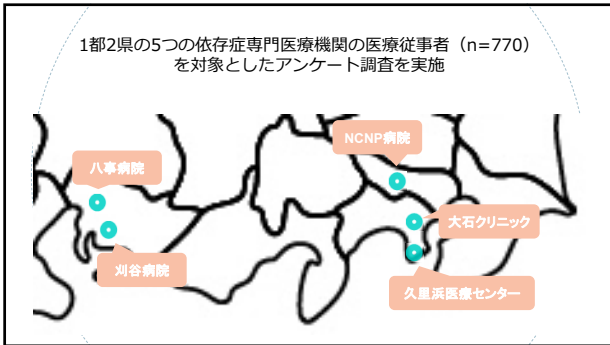 1都2県の5つの依存症専門医療機関の医療従事者（n=770）
を対象としたアンケート調査を実施
NCNP病院
八事病院
大石クリニック
刈谷病院
久里浜医療センター